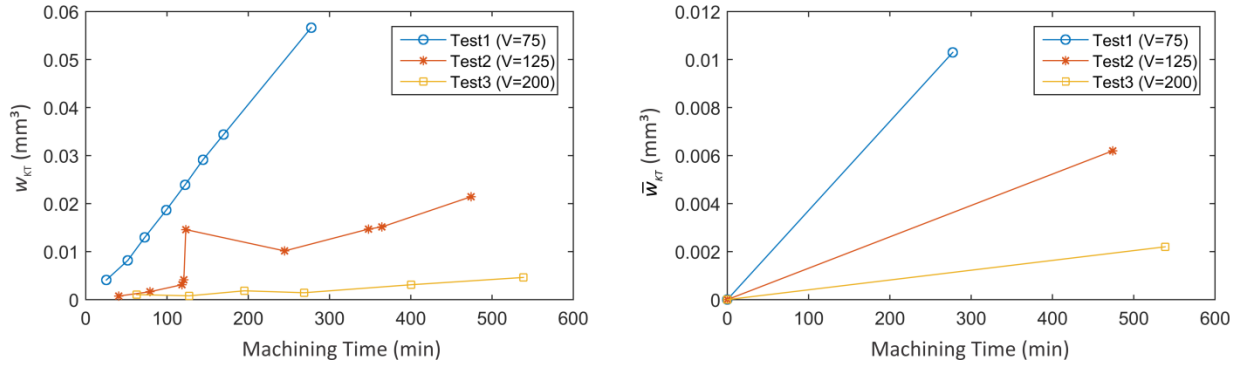 0.06
0.05
0.04
0.03
0.02
0.01
0
w_KT (mm³)
0 100 200 300 400 500 600
Machining Time (min)
Test1 (V=75)
Test2 (V=125)
Test3 (V=200)
0.012
0.010
0.008
0.006
0.004
0.002
0
w̅_KT (mm³)
0 100 200 300 400 500 600
Machining Time (min)
Test1 (V=75)
Test2 (V=125)
Test3 (V=200)